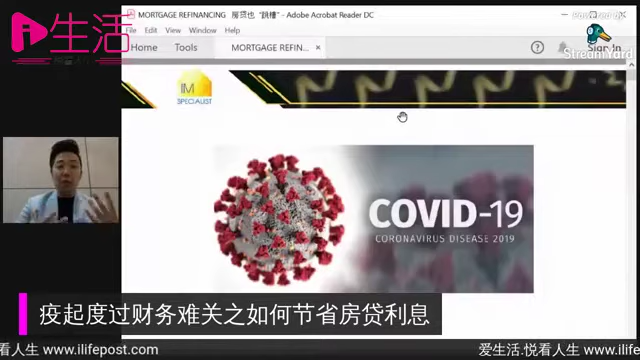 i生活
MORTGAGE REFINANCING 房贷也 "跳槽" - Adobe Acrobat Reader DC
File Edit View Window Help
Home Tools MORTGAGE REFIN... × Sign In
StreamYard
IM
SPECIALIST
COVID-19
CORONAVIRUS DISEASE 2019
疫起度过财务难关之如何节省房贷利息
看人生 www.ilifepost.com 爱生活.悦看人生 www.ilife